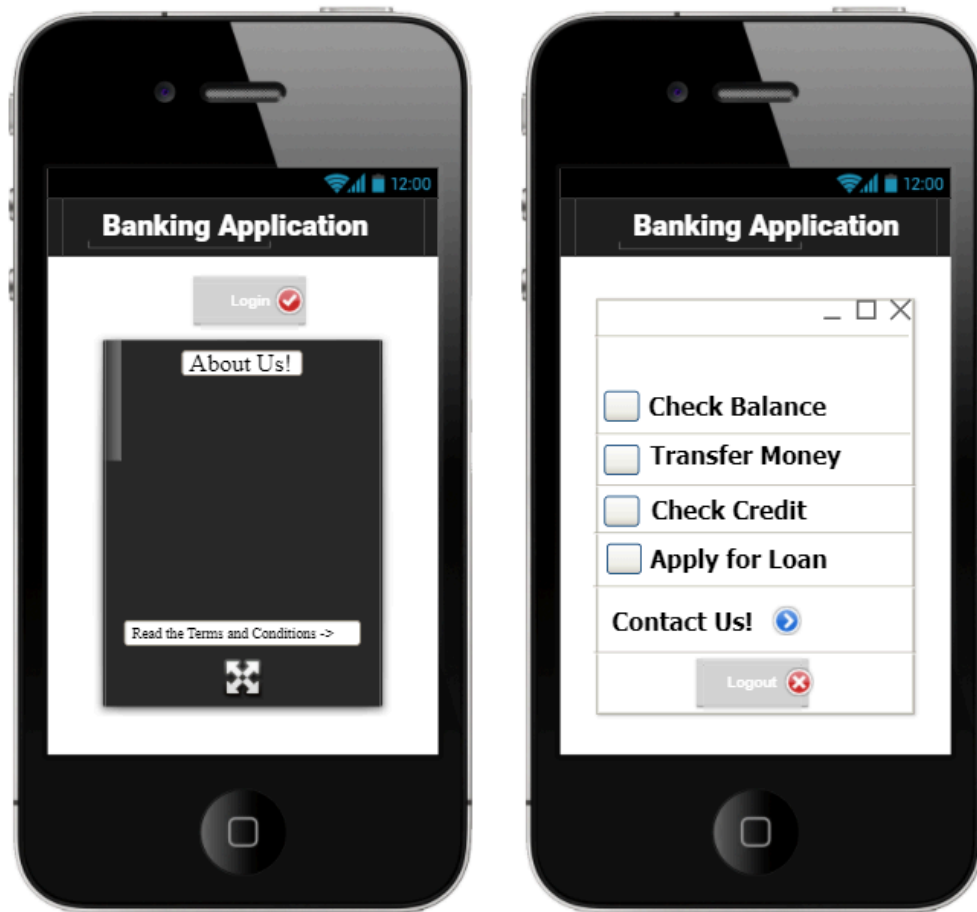 12:00
Banking Application
Login
About Us!
Read the Terms and Conditions ->
12:00
Banking Application
Check Balance
Transfer Money
Check Credit
Apply for Loan
Contact Us!
Logout